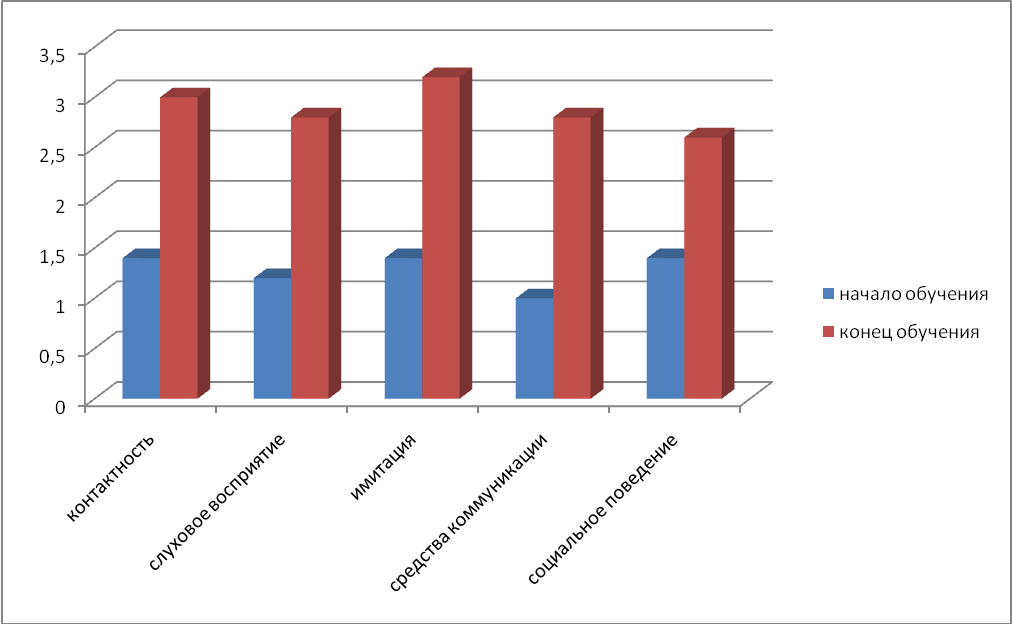 3,5
3
2,5
2
1,5
1
0,5
0
контактность
слуховое восприятие
имитация
средства коммуникации
социальное поведение
начало обучения
конец обучения